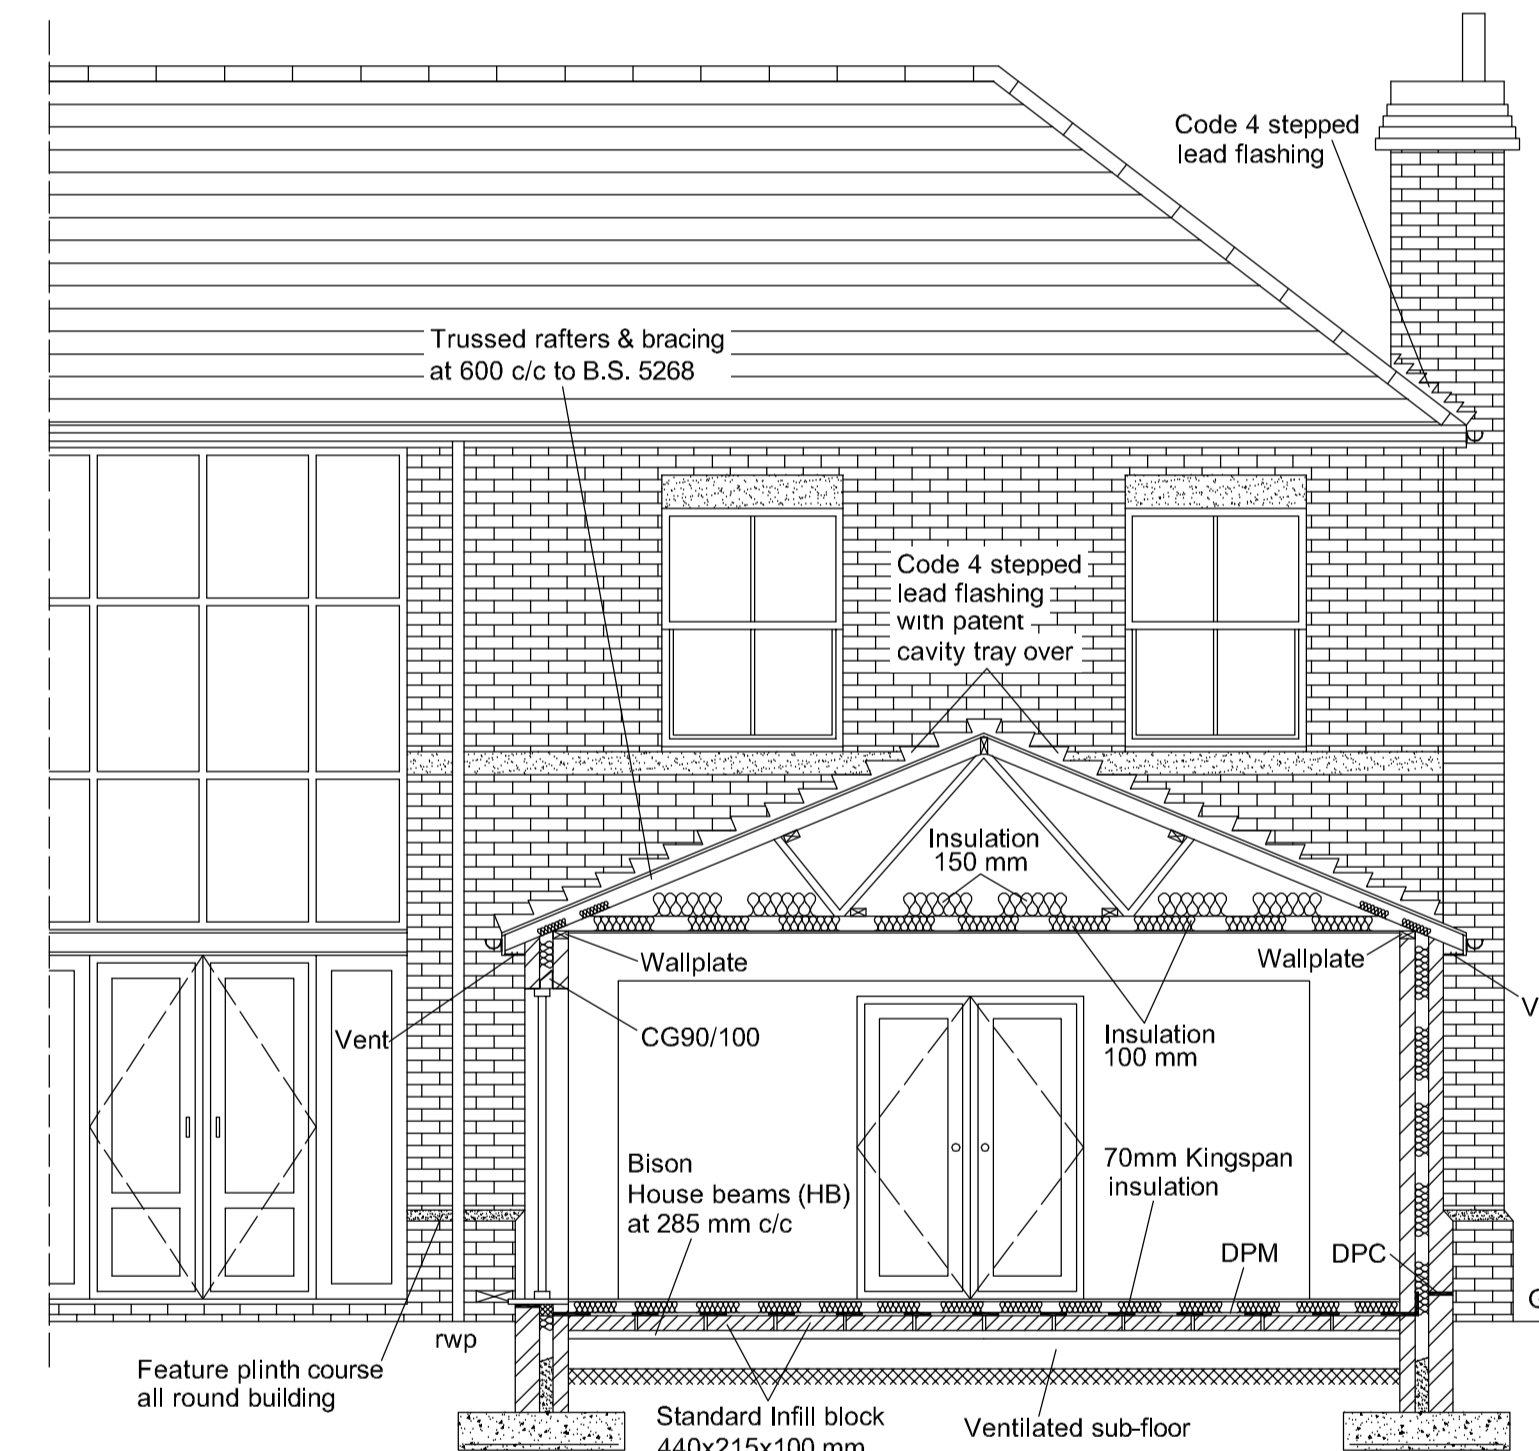 Code 4 stepped
lead flashing
Trussed rafters & bracing
at 600 c/c to B.S. 5268
Code 4 stepped
lead flashing
with patent
cavity tray over
Insulation
150 mm
Wallplate
Wallplate
Vent
CG90/100
Insulation
100 mm
Bison
House beams (HB)
at 285 mm c/c
70mm Kingspan
insulation
DPM
DPC
rwp
Feature plinth course
all round building
Standard Infill block
440x215x100 mm
Ventilated sub-floor